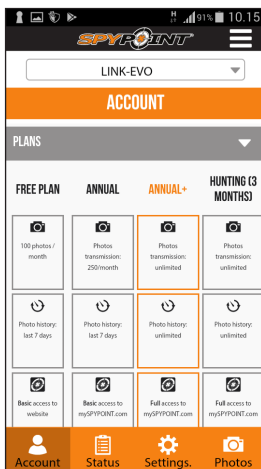 91% 10.15
SPYPOINT
LINK-EVO
ACCOUNT
PLANS
FREE PLAN ANNUAL ANNUAL+ HUNTING (3 MONTHS)
100 photos / month
Photos transmission: 250/month
Photos transmission: unlimited
Photos transmission: unlimited
Photo history: last 7 days
Photo history: last 7 days
Photo history: unlimited
Photo history: unlimited
Basic access to website
Basic access to mySPYPOINT.com
Full access to mySPYPOINT.com
Full access to mySPYPOINT.com
Account Status Settings. Photos